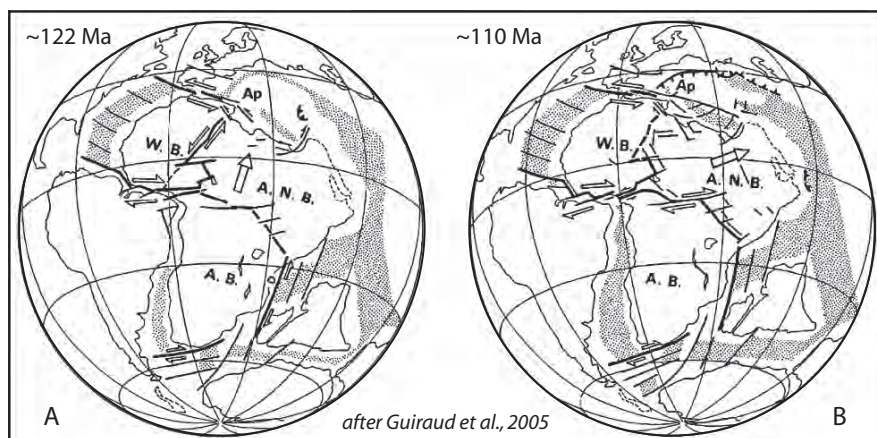 ~122 Ma
Ap
W. B.
A. N. B.
A. B.
A
~110 Ma
Ap
W. B.
A. N. B.
A. B.
B
after Guiraud et al., 2005